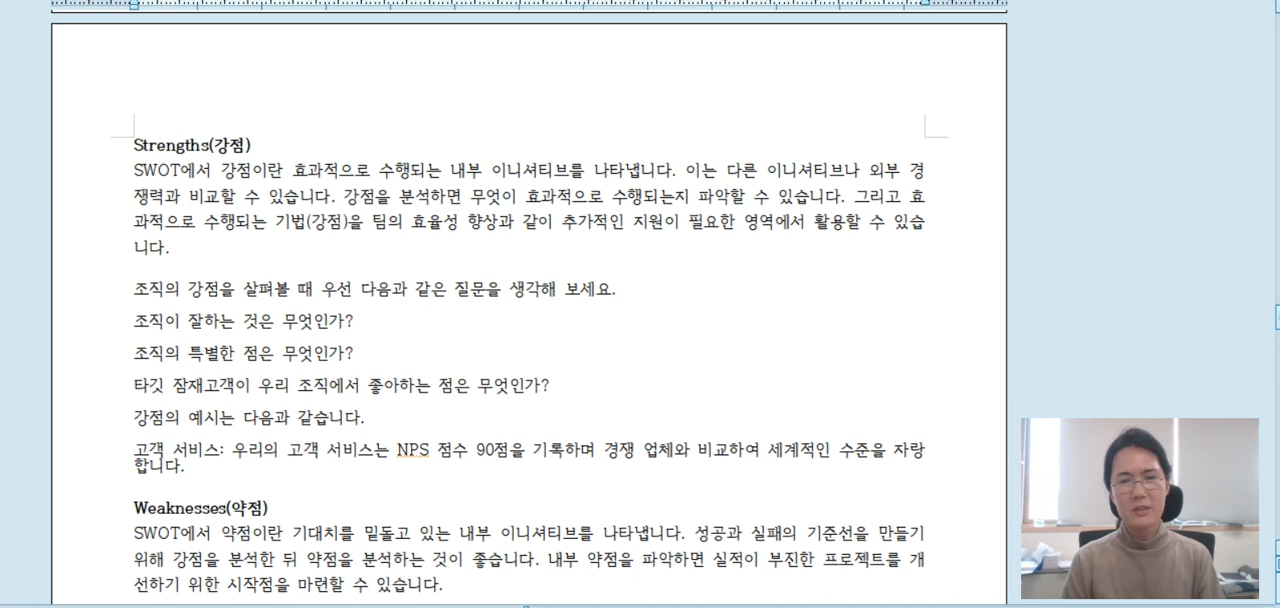 Strengths(강점)
SWOT에서 강점이란 효과적으로 수행되는 내부 이니셔티브를 나타냅니다. 이는 다른 이니셔티브나 외부 경
쟁력과 비교할 수 있습니다. 강점을 분석하면 무엇이 효과적으로 수행되는지 파악할 수 있습니다. 그리고 효
과적으로 수행되는 기법(강점)을 팀의 효율성 향상과 같이 추가적인 지원이 필요한 영역에서 활용할 수 있습
니다.
조직의 강점을 살펴볼 때 우선 다음과 같은 질문을 생각해 보세요.
조직이 잘하는 것은 무엇인가?
조직의 특별한 점은 무엇인가?
타깃 잠재고객이 우리 조직에서 좋아하는 점은 무엇인가?
강점의 예시는 다음과 같습니다.
고객 서비스: 우리의 고객 서비스는 NPS 점수 90점을 기록하며 경쟁 업체와 비교하여 세계적인 수준을 자랑
합니다.
Weaknesses(약점)
SWOT에서 약점이란 기대치를 밑돌고 있는 내부 이니셔티브를 나타냅니다. 성공과 실패의 기준선을 만들기
위해 강점을 분석한 뒤 약점을 분석하는 것이 좋습니다. 내부 약점을 파악하면 실적이 부진한 프로젝트를 개
선하기 위한 시작점을 마련할 수 있습니다.